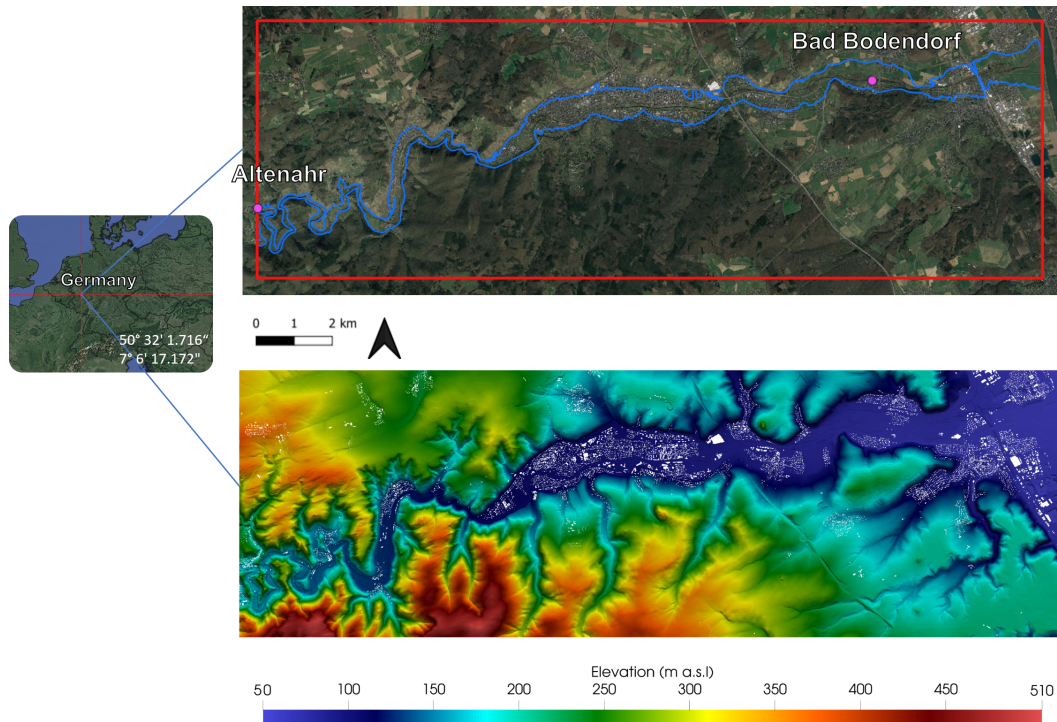 Bad Bodendorf
Altenahr
Germany
50° 32' 1.716“
7° 6' 17.172"
0 1 2 km
Elevation (m a.s.l)
50 100 150 200 250 300 350 400 450 510